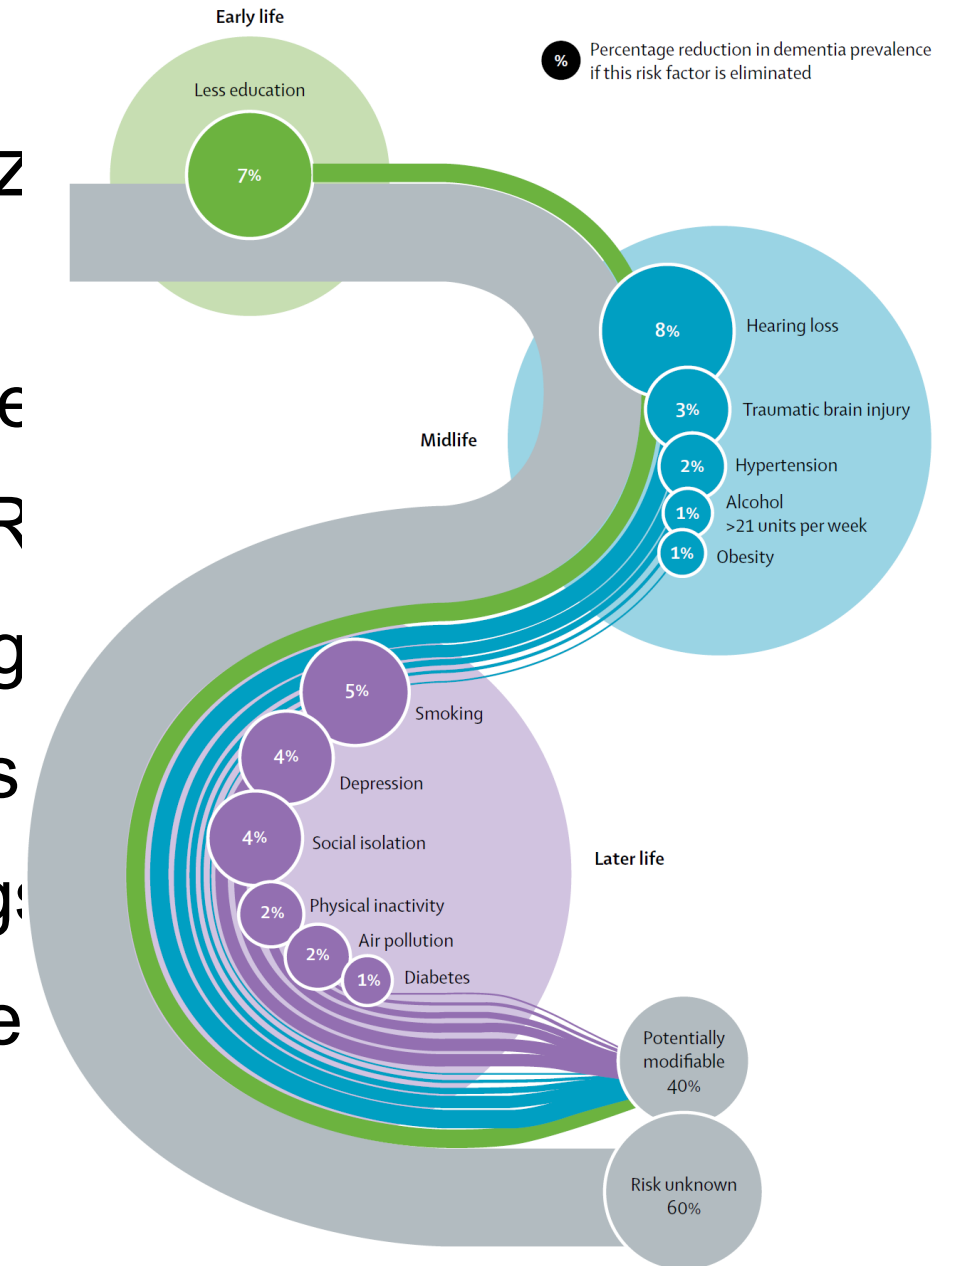 Early life
%
Percentage reduction in dementia prevalence
if this risk factor is eliminated
Less education
7%
8%
Hearing loss
3%
Traumatic brain injury
Midlife
2%
Hypertension
1%
Alcohol
>21 units per week
1%
Obesity
5%
Smoking
4%
Depression
4%
Social isolation
Later life
2%
Physical inactivity
2%
Air pollution
1%
Diabetes
Potentially
modifiable
40%
Risk unknown
60%